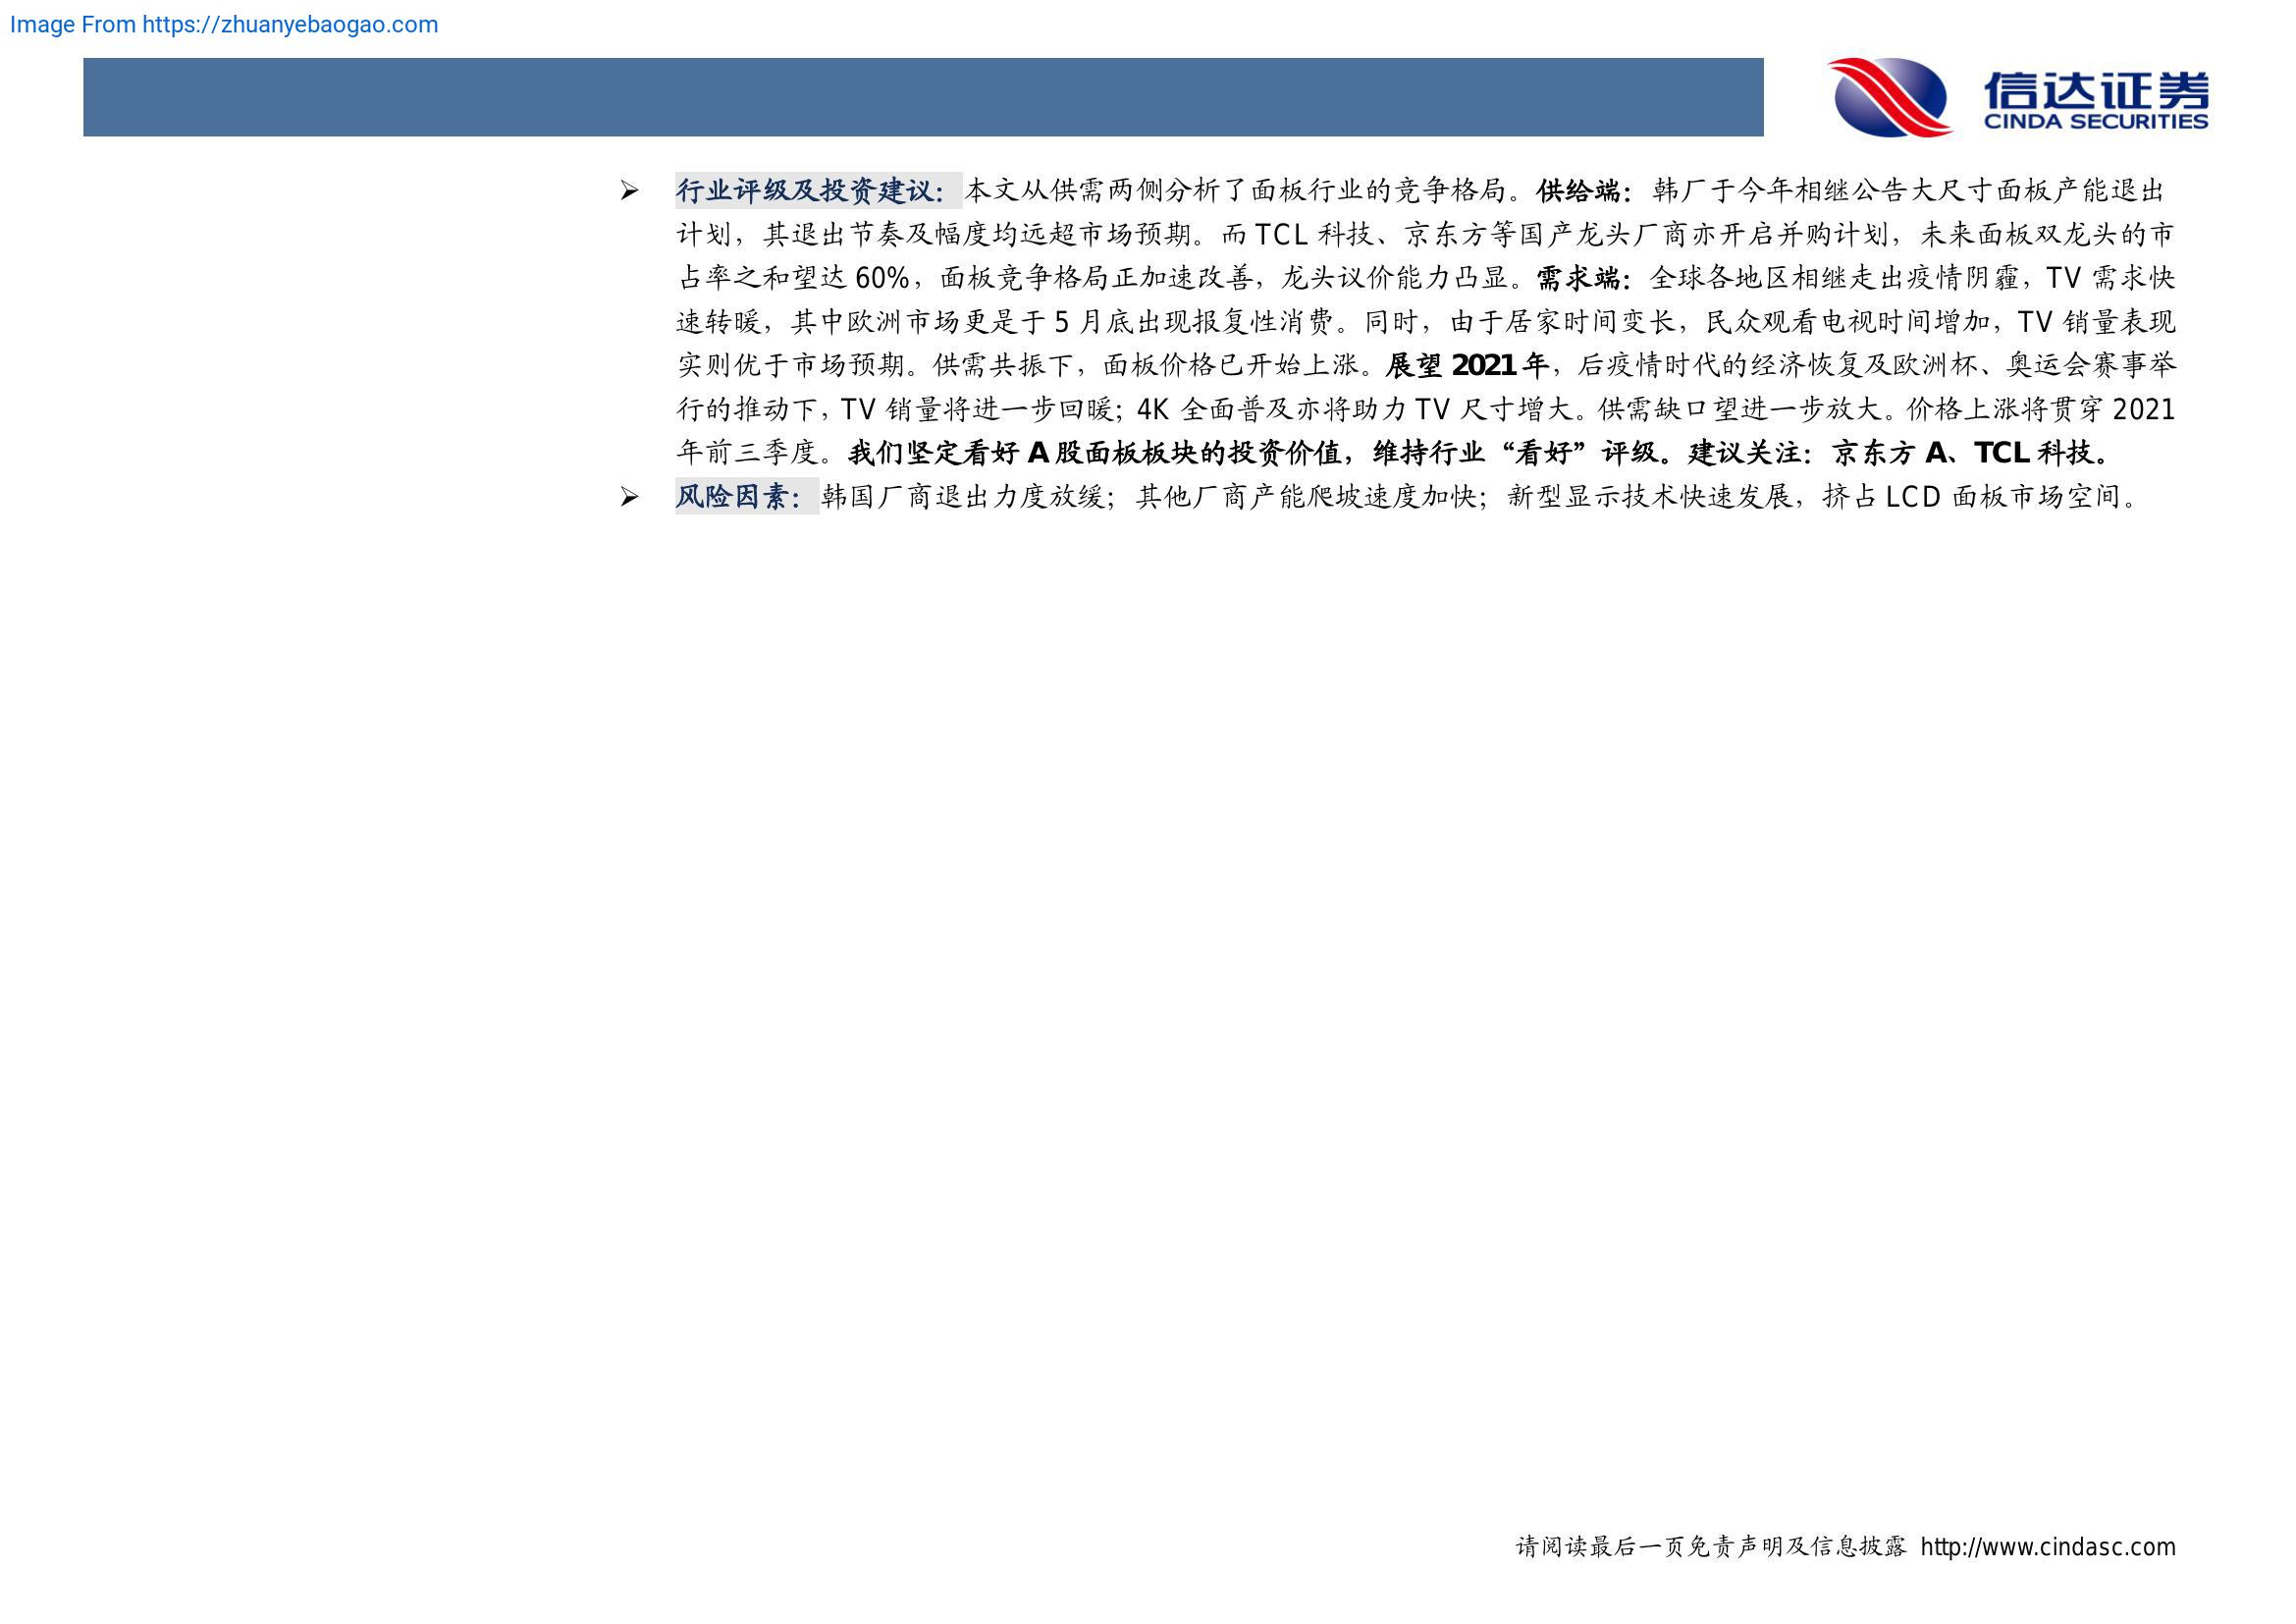 Image From https://zhuanyebaogao.com
信达证券
CINDA SECURITIES
➢ 行业评级及投资建议：本文从供需两侧分析了面板行业的竞争格局。供给端：韩厂于今年相继公告大尺寸面板产能退出
计划，其退出节奏及幅度均远超市场预期。而 TCL 科技、京东方等国产龙头厂商亦开启并购计划，未来面板双龙头的市
占率之和望达 60%，面板竞争格局正加速改善，龙头议价能力凸显。需求端：全球各地区相继走出疫情阴霾，TV 需求快
速转暖，其中欧洲市场更是于 5 月底出现报复性消费。同时，由于居家时间变长，民众观看电视时间增加，TV 销量表现
实则优于市场预期。供需共振下，面板价格已开始上涨。展望 2021 年，后疫情时代的经济恢复及欧洲杯、奥运会赛事举
行的推动下，TV 销量将进一步回暖；4K 全面普及亦将助力 TV 尺寸增大。供需缺口望进一步放大。价格上涨将贯穿 2021
年前三季度。我们坚定看好 A 股面板板块的投资价值，维持行业“看好”评级。建议关注：京东方 A、TCL 科技。
➢ 风险因素：韩国厂商退出力度放缓；其他厂商产能爬坡速度加快；新型显示技术快速发展，挤占 LCD 面板市场空间。
请阅读最后一页免责声明及信息披露 http://www.cindasc.com